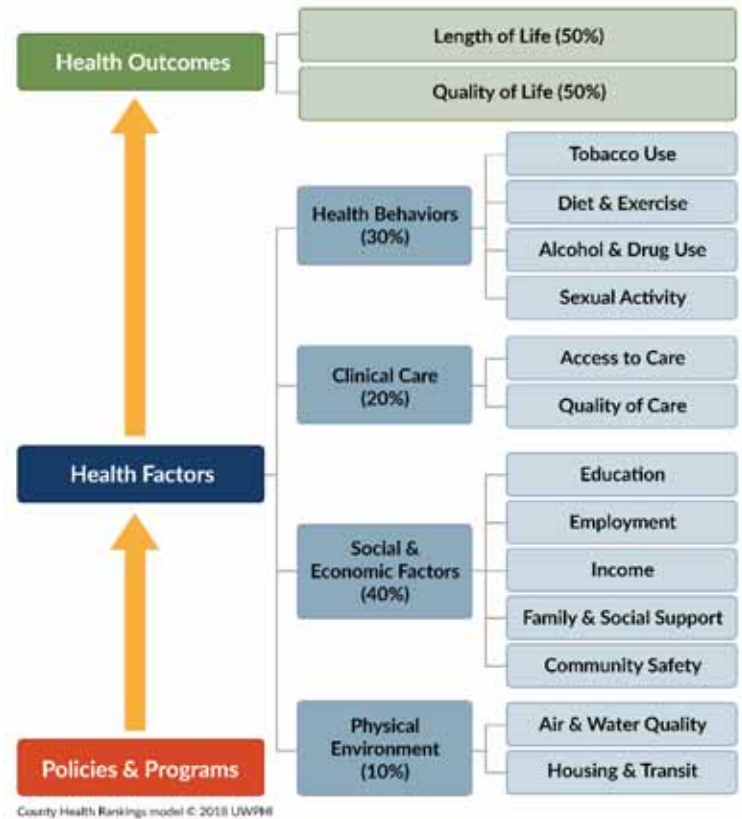 Health Outcomes
Length of Life (50%)
Quality of Life (50%)
Health Behaviors
(30%)
Tobacco Use
Diet & Exercise
Alcohol & Drug Use
Sexual Activity
Clinical Care
(20%)
Access to Care
Quality of Care
Health Factors
Social &
Economic Factors
(40%)
Education
Employment
Income
Family & Social Support
Community Safety
Physical
Environment
(10%)
Air & Water Quality
Housing & Transit
Policies & Programs
County Health Rankings model © 2018 UWPHI